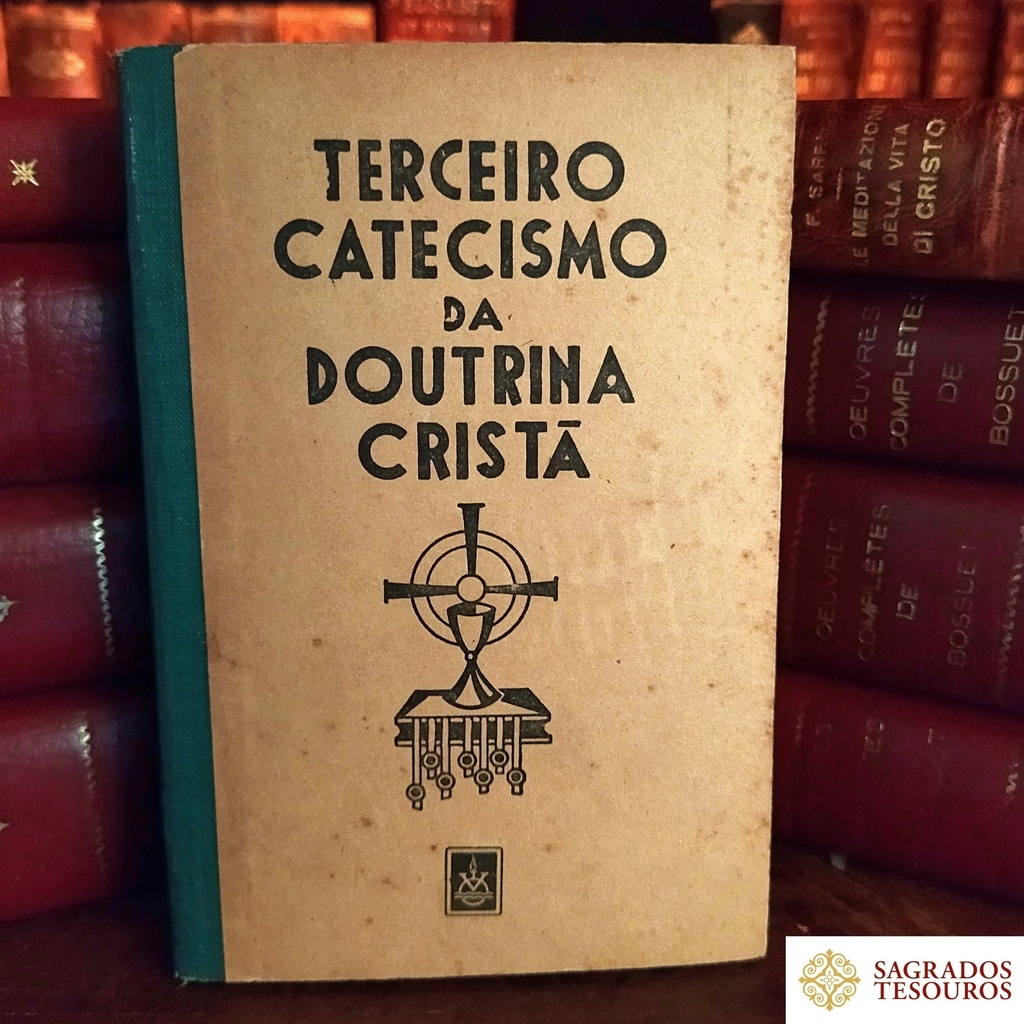 TERCEIRO
CATECISMO
DA
DOUTRINA
CRISTÃ
LE MEDITAZIONI
DELLA VITA
DI CRISTO
OEUVRES
COMPLETES
DE
BOSSUET
OEUVRES
COMPLETES
DE
BOSSUET
SAGRADOS
TESOUROS